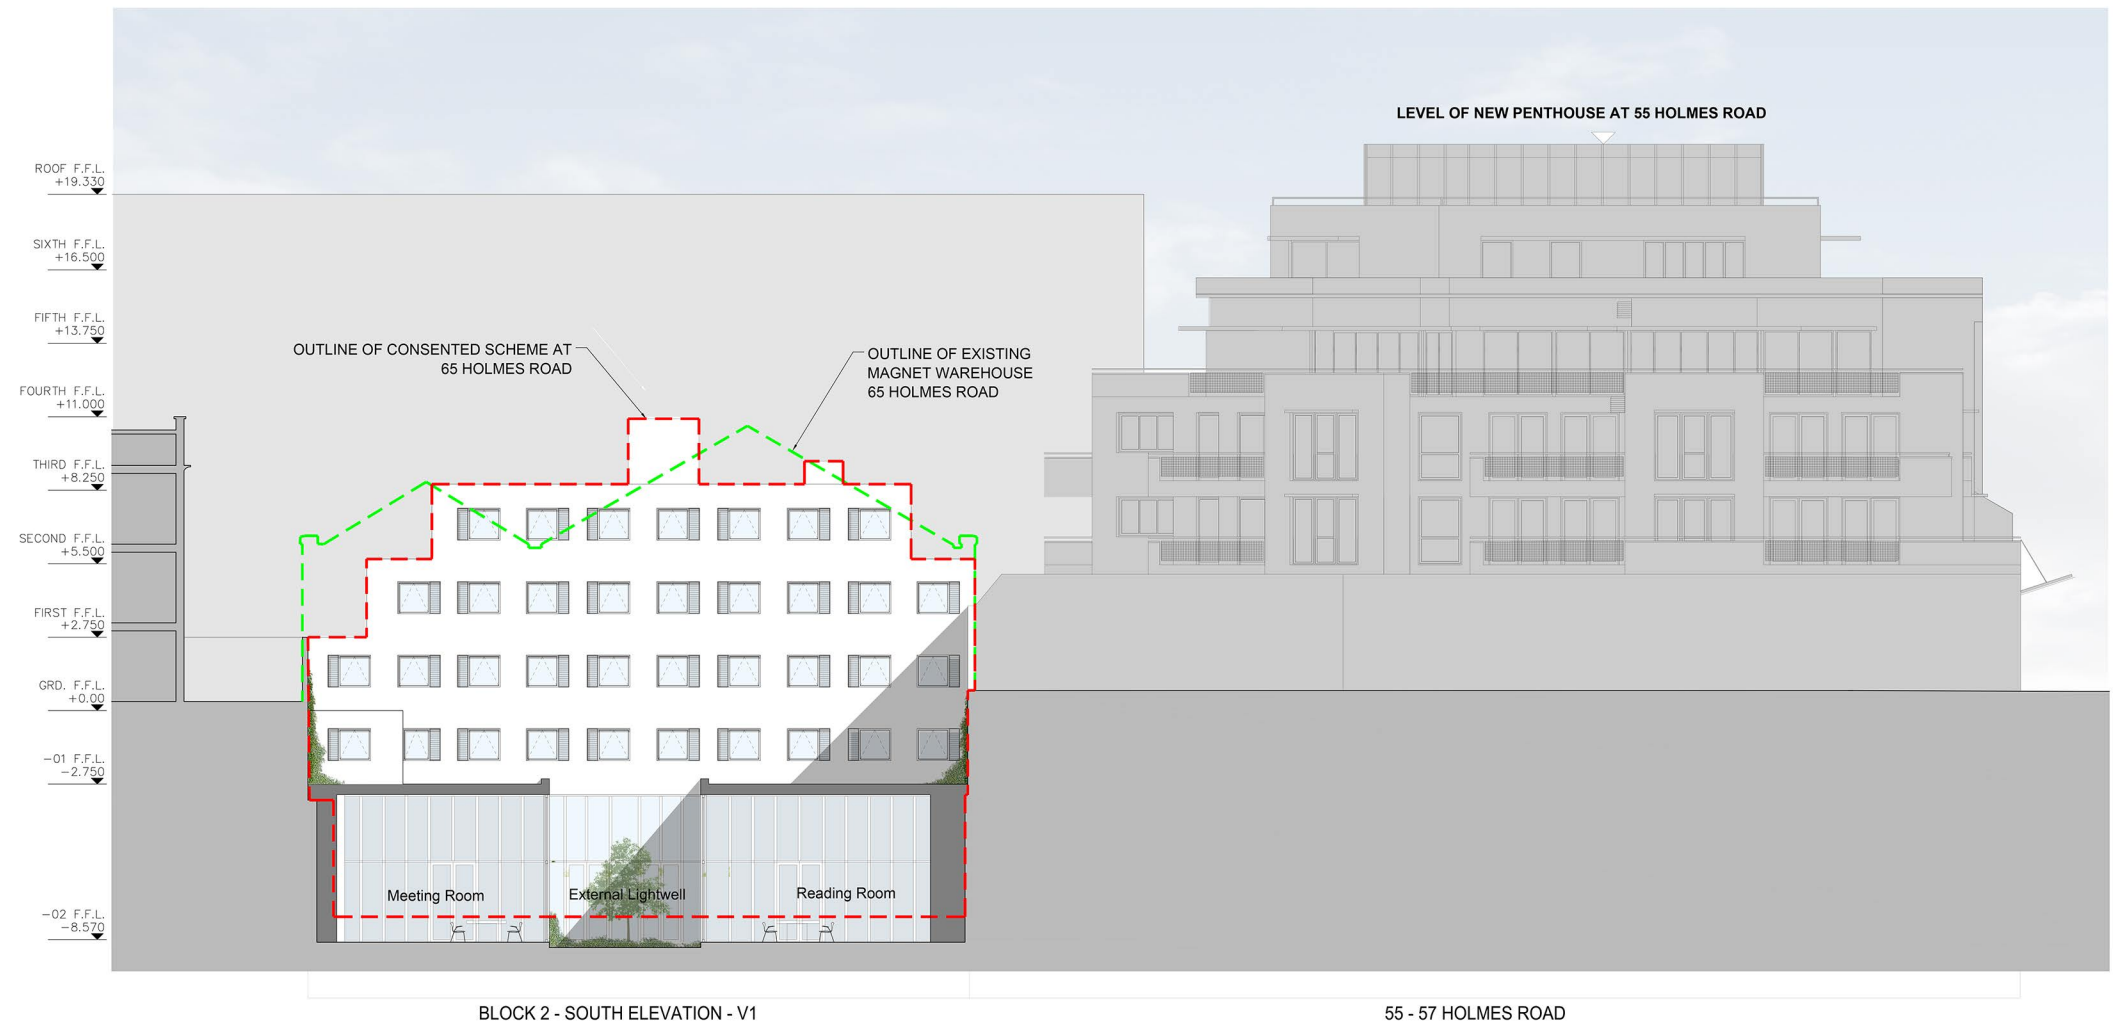 LEVEL OF NEW PENTHOUSE AT 55 HOLMES ROAD
ROOF F.F.L.
+19.330
SIXTH F.F.L.
+16.500
FIFTH F.F.L.
+13.750
OUTLINE OF CONSENTED SCHEME AT
65 HOLMES ROAD
OUTLINE OF EXISTING
MAGNET WAREHOUSE
65 HOLMES ROAD
FOURTH F.F.L.
+11.000
THIRD F.F.L.
+8.250
SECOND F.F.L.
+5.500
FIRST F.F.L.
+2.750
GRD. F.F.L.
+0.00
-01 F.F.L.
-2.750
Meeting Room
External Lightwell
Reading Room
-02 F.F.L.
-8.570
BLOCK 2 - SOUTH ELEVATION - V1
55 - 57 HOLMES ROAD